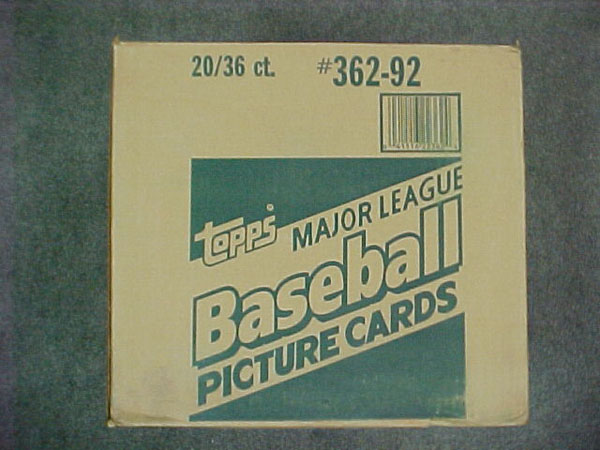 20/36 ct. #362-92
Topps MAJOR LEAGUE
Baseball
PICTURE CARDS